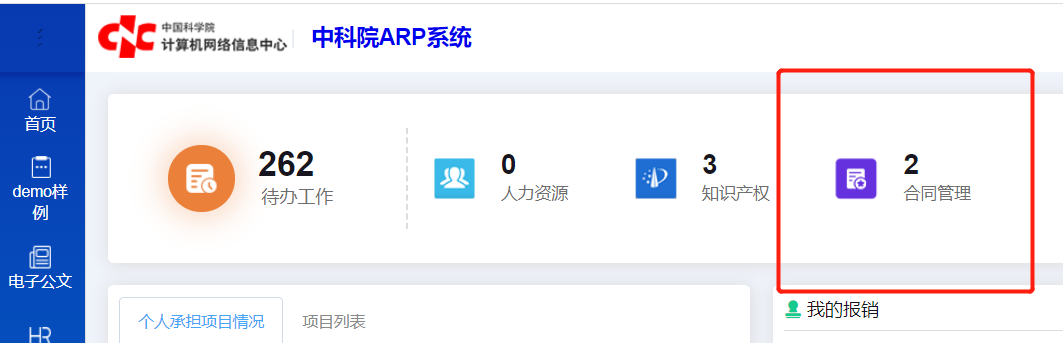 中国科学院
计算机网络信息中心
中科院ARP系统
首页
demo样
例
电子公文
HR
262
待办工作
0
人力资源
3
知识产权
2
合同管理
个人承担项目情况
项目列表
我的报销